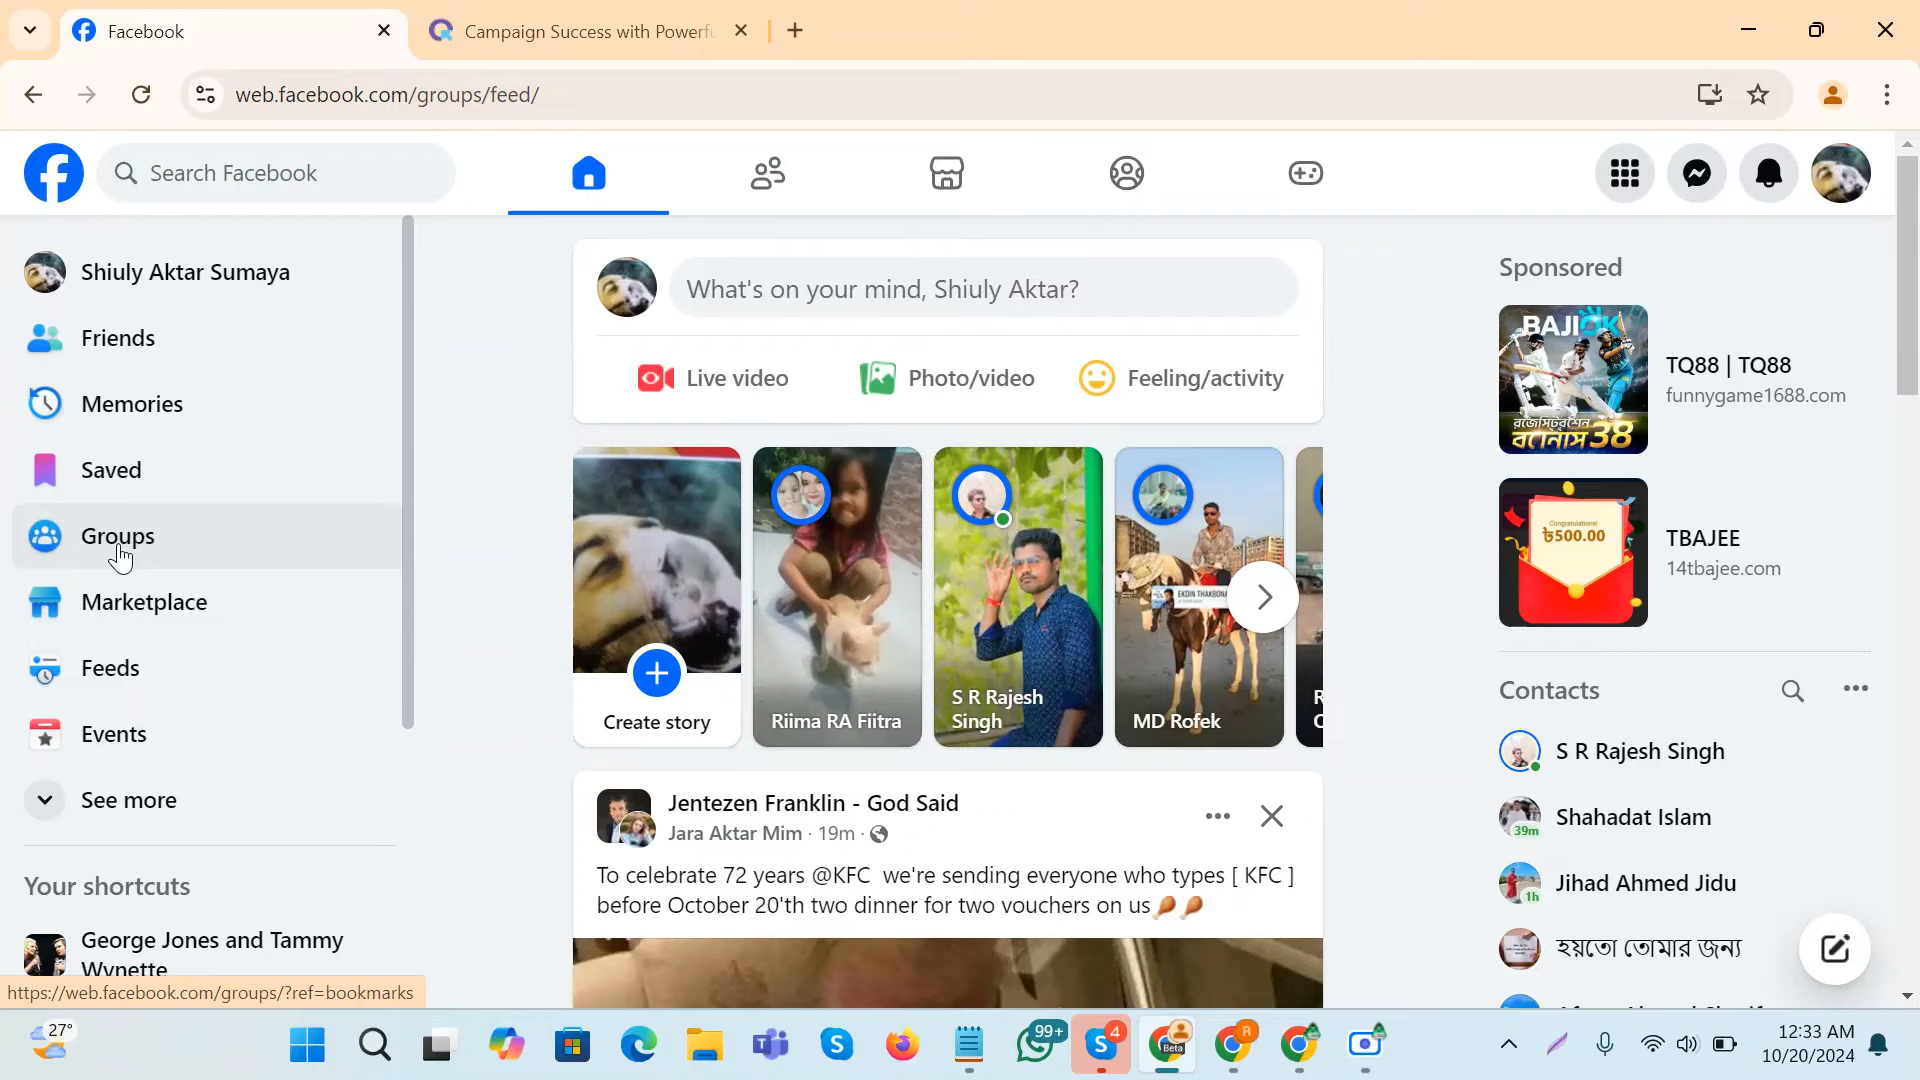 Facebook
Campaign Success with Powerfu
web.facebook.com/groups/feed/
Search Facebook
Shiuly Aktar Sumaya
Friends
Memories
Saved
Groups
Marketplace
Feeds
Events
See more
Your shortcuts
George Jones and Tammy
Wynette
https://web.facebook.com/groups/?ref=bookmarks
What's on your mind, Shiuly Aktar?
Live video
Photo/video
Feeling/activity
Create story
Riima RA Fiitra
S R Rajesh
Singh
EKDIN THAKBONA
MD Rofek
Jentezen Franklin - God Said
Jara Aktar Mim · 19m ·
To celebrate 72 years @KFC we're sending everyone who types [ KFC ]
before October 20'th two dinner for two vouchers on us🍗🍗
Sponsored
BAJI
রেজিস্ট্রেশন
বোনাস 38
TQ88 | TQ88
funnygame1688.com
Congratulations!
৳500.00
TBAJEE
14tbajee.com
Contacts
S R Rajesh Singh
Shahadat Islam
39m
Jihad Ahmed Jidu
1h
হয়তো তোমার জন্য
27°
99+
4
Beta
R
12:33 AM
10/20/2024